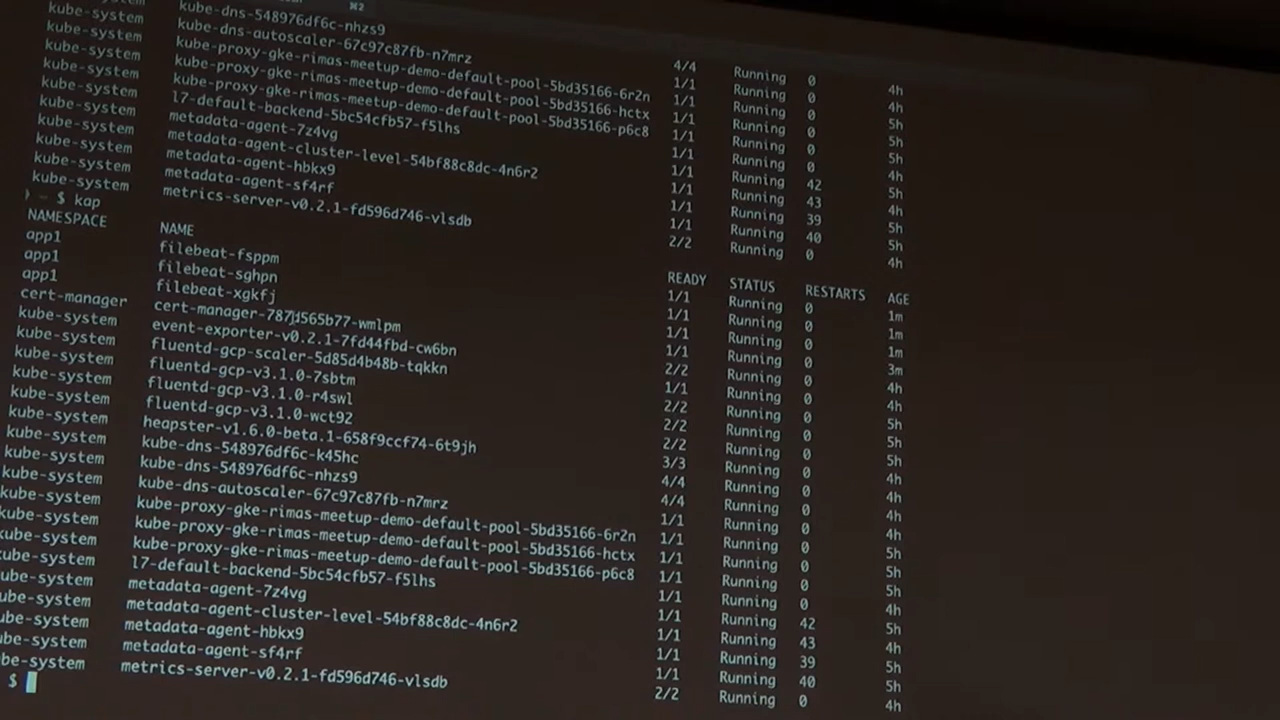 ⌘2
kube-system kube-dns-548976df6c-nhzs9 4/4 Running 0 4h
kube-system kube-dns-autoscaler-67c97c87fb-n7mrz 1/1 Running 0 4h
kube-system kube-proxy-gke-rimas-meetup-demo-default-pool-5bd35166-6r2n 1/1 Running 0 5h
kube-system kube-proxy-gke-rimas-meetup-demo-default-pool-5bd35166-hctx 1/1 Running 0 5h
kube-system kube-proxy-gke-rimas-meetup-demo-default-pool-5bd35166-p6c8 1/1 Running 0 5h
kube-system l7-default-backend-5bc54cfb57-f5lhs 1/1 Running 0 4h
kube-system metadata-agent-7z4vg 1/1 Running 42 5h
kube-system metadata-agent-cluster-level-54bf88c8dc-4n6r2 1/1 Running 43 4h
kube-system metadata-agent-hbkx9 1/1 Running 39 5h
kube-system metadata-agent-sf4rf 1/1 Running 40 5h
kube-system metrics-server-v0.2.1-fd596d746-vlsdb 2/2 Running 0 4h
~ $ kap
NAMESPACE NAME READY STATUS RESTARTS AGE
app1 filebeat-fsppm 1/1 Running 0 1m
app1 filebeat-sghpn 1/1 Running 0 1m
app1 filebeat-xgkfj 1/1 Running 0 1m
cert-manager cert-manager-787d565b77-wmlpm 1/1 Running 0 3m
kube-system event-exporter-v0.2.1-7fd44fbd-cw6bn 2/2 Running 0 4h
kube-system fluentd-gcp-scaler-5d85d4b48b-tqkkn 1/1 Running 0 4h
kube-system fluentd-gcp-v3.1.0-7sbtm 2/2 Running 0 5h
kube-system fluentd-gcp-v3.1.0-r4swl 2/2 Running 0 5h
kube-system fluentd-gcp-v3.1.0-wct92 2/2 Running 0 5h
kube-system heapster-v1.6.0-beta.1-658f9ccf74-6t9jh 3/3 Running 0 4h
kube-system kube-dns-548976df6c-k45hc 4/4 Running 0 4h
kube-system kube-dns-548976df6c-nhzs9 4/4 Running 0 4h
kube-system kube-dns-autoscaler-67c97c87fb-n7mrz 1/1 Running 0 4h
kube-system kube-proxy-gke-rimas-meetup-demo-default-pool-5bd35166-6r2n 1/1 Running 0 5h
kube-system kube-proxy-gke-rimas-meetup-demo-default-pool-5bd35166-hctx 1/1 Running 0 5h
kube-system kube-proxy-gke-rimas-meetup-demo-default-pool-5bd35166-p6c8 1/1 Running 0 5h
kube-system l7-default-backend-5bc54cfb57-f5lhs 1/1 Running 0 4h
ube-system metadata-agent-7z4vg 1/1 Running 42 5h
ube-system metadata-agent-cluster-level-54bf88c8dc-4n6r2 1/1 Running 43 4h
ube-system metadata-agent-hbkx9 1/1 Running 39 5h
ube-system metadata-agent-sf4rf 1/1 Running 40 5h
be-system metrics-server-v0.2.1-fd596d746-vlsdb 2/2 Running 0 4h
$